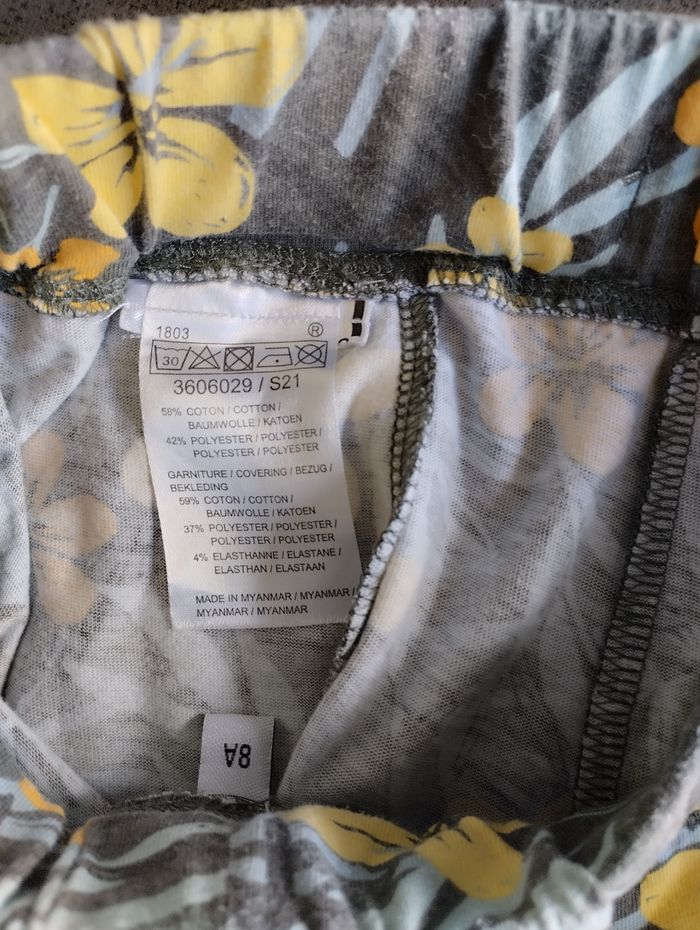 1803 ®
30
3606029 / S21
58% COTON / COTTON /
BAUMWOLLE / KATOEN
42% POLYESTER / POLYESTER /
POLYESTER / POLYESTER
GARNITURE / COVERING / BEZUG /
BEKLEDING
59% COTON / COTTON /
BAUMWOLLE / KATOEN
37% POLYESTER / POLYESTER /
POLYESTER / POLYESTER
4% ELASTHANNE / ELASTANE /
ELASTHAN / ELASTAAN
MADE IN MYANMAR / MYANMAR /
MYANMAR / MYANMAR
8A